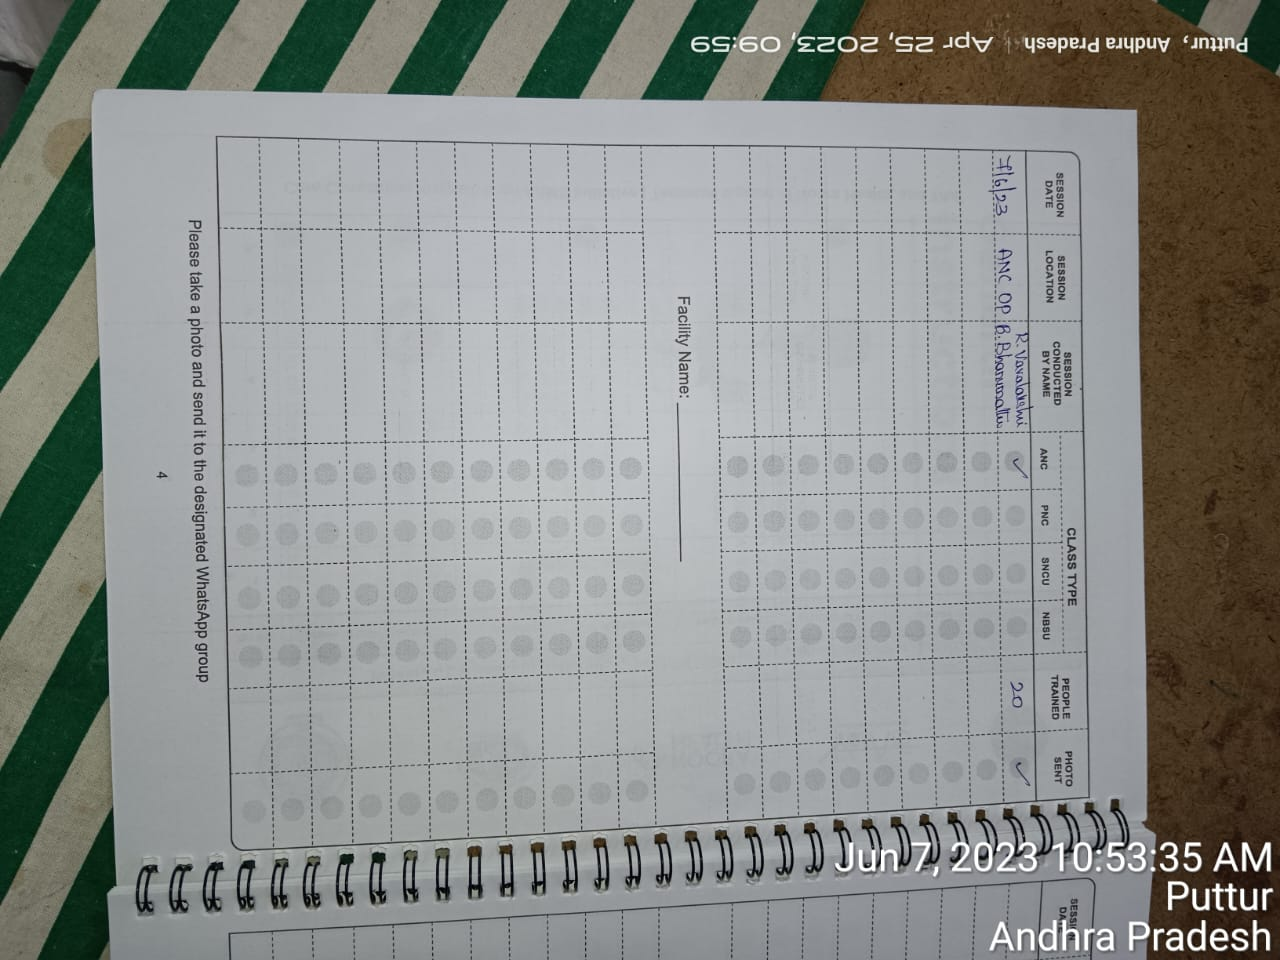 Puttur, Andhra Pradesh | Apr 25, 2023, 09:59
SESSION DATE
SESSION LOCATION
SESSION CONDUCTED BY NAME
CLASS TYPE
ANC
PNC
SNCU
NBSU
PEOPLE TRAINED
PHOTO SENT
7/6/23 ANC OP R. Varalakshmi ✓ 20 ✓
B. Bhanumathi
Facility Name:
Please take a photo and send it to the designated WhatsApp group
4
Jun 7, 2023 10:53:35 AM
Puttur
Andhra Pradesh